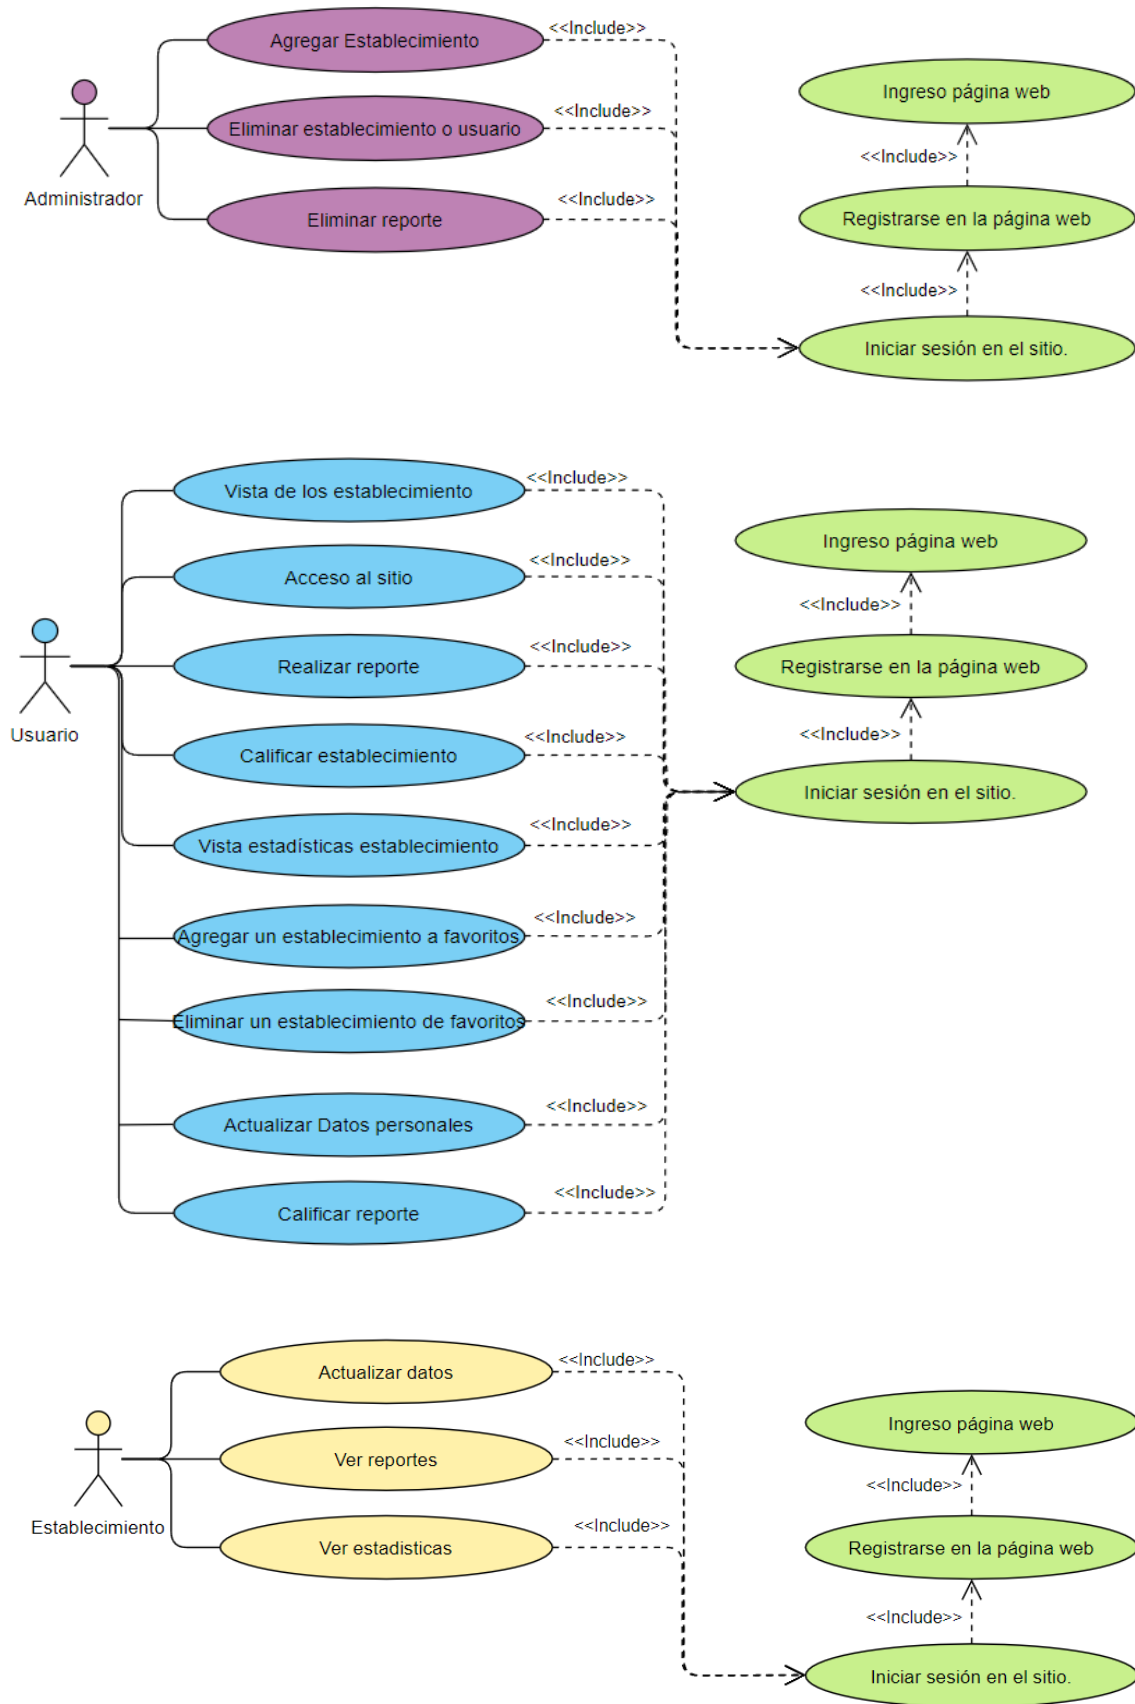 Agregar Establecimiento
<<Include>>
Eliminar establecimiento o usuario
<<Include>>
Eliminar reporte
<<Include>>
Administrador
Ingreso página web
<<Include>>
Registrarse en la página web
<<Include>>
Iniciar sesión en el sitio.
Vista de los establecimiento
<<Include>>
Acceso al sitio
<<Include>>
Realizar reporte
<<Include>>
Usuario
Calificar establecimiento
<<Include>>
Vista estadísticas establecimiento
<<Include>>
Agregar un establecimiento a favoritos
<<Include>>
Eliminar un establecimiento de favoritos
<<Include>>
Actualizar Datos personales
<<Include>>
Calificar reporte
<<Include>>
Ingreso página web
<<Include>>
Registrarse en la página web
<<Include>>
Iniciar sesión en el sitio.
Actualizar datos
<<Include>>
Ver reportes
<<Include>>
Ver estadisticas
<<Include>>
Establecimiento
Ingreso página web
<<Include>>
Registrarse en la página web
<<Include>>
Iniciar sesión en el sitio.